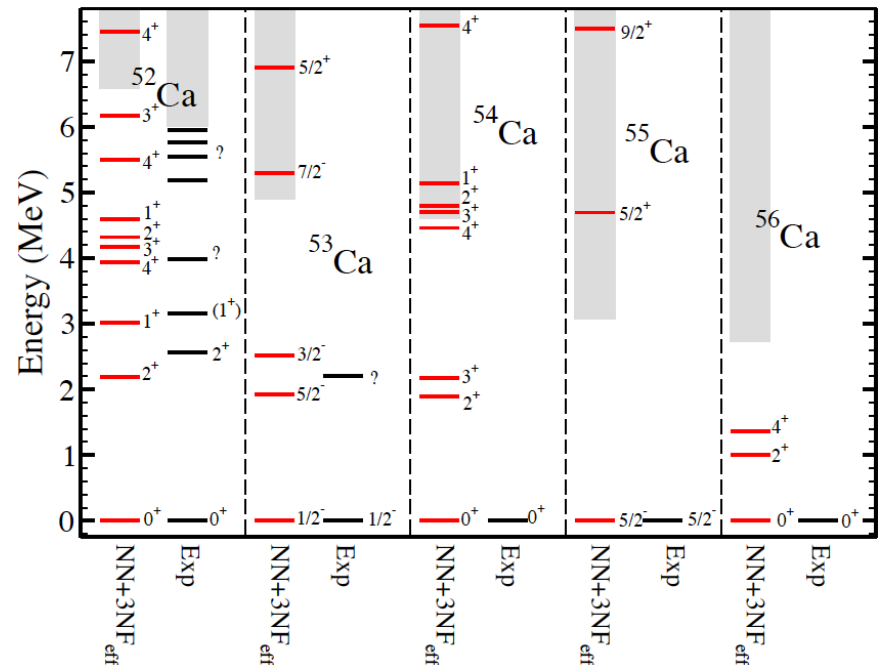 Energy (MeV)
7
6
5
4
3
2
1
0
52Ca
4+
3+
4+
1+
2+
3+
4+
1+
2+
0+
?
?
(1+)
2+
0+
53Ca
5/2+
7/2-
3/2-
5/2-
1/2-
?
1/2-
54Ca
4+
1+
2+
3+
4+
3+
2+
0+
0+
55Ca
9/2+
5/2+
5/2-
5/2-
56Ca
4+
2+
0+
0+
NN+3NFeff
Exp
NN+3NFeff
Exp
NN+3NFeff
Exp
NN+3NFeff
Exp
NN+3NFeff
Exp